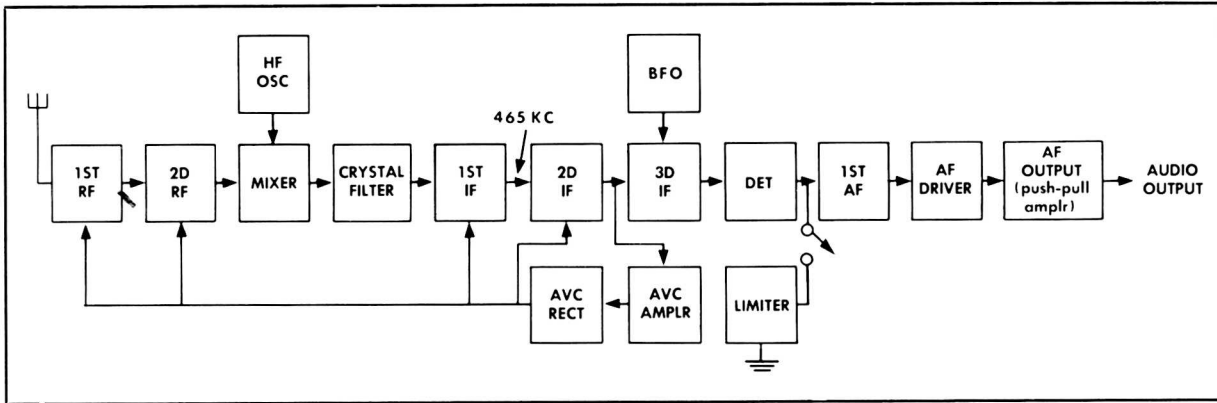 HF
OSC
BFO
465 KC
1ST
RF
2D
RF
MIXER
CRYSTAL
FILTER
1ST
IF
2D
IF
3D
IF
DET
1ST
AF
AF
DRIVER
AF
OUTPUT
(push-pull
amplr)
AUDIO
OUTPUT
AVC
RECT
AVC
AMPLR
LIMITER